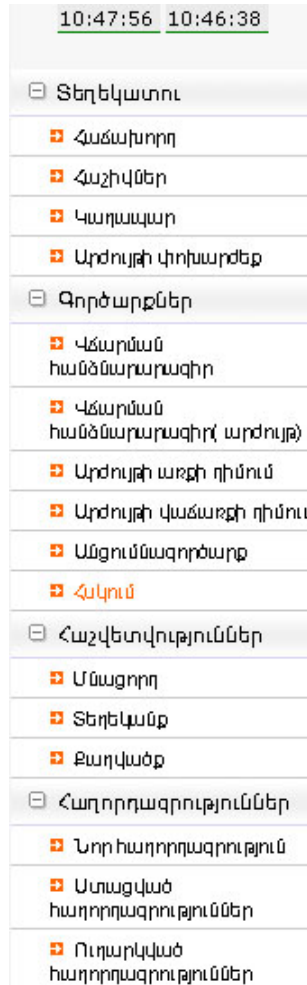 10:47:56 10:46:38
Տեղեկատու
Հաճախորդ
Հաշիվներ
Կաղապար
Արժույթի փոխարժեք
Գործարքներ
Վճարման
հանձնարարագիր
Վճարման
հանձնարարագիր( արժույթ)
Արժույթի առքի դիմում
Արժույթի վաճառքի դիմում
Անցումնագործարք
Հսկում
Հաշվետվություններ
Մնացորդ
Տեղեկանք
Քաղվածք
Հաղորդագրություններ
Նոր հաղորդագրություն
Ստացված
հաղորդագրություններ
Ուղարկված
հաղորդագրություններ